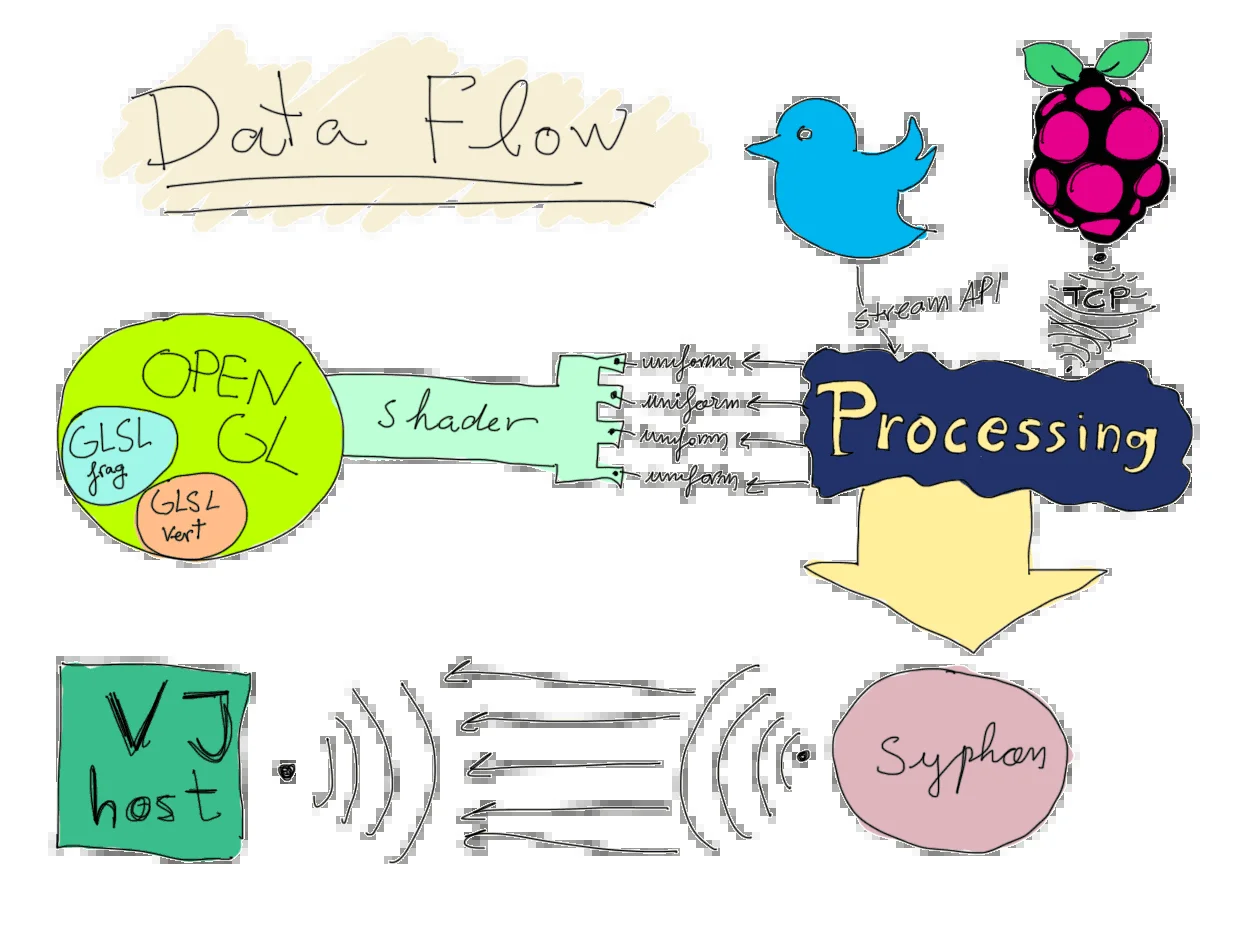 Data Flow
stream API
TCP
OPEN
GL
GLSL
frag
GLSL
vert
shader
uniform
uniform
uniform
uniform
Processing
VJ
host
Syphon